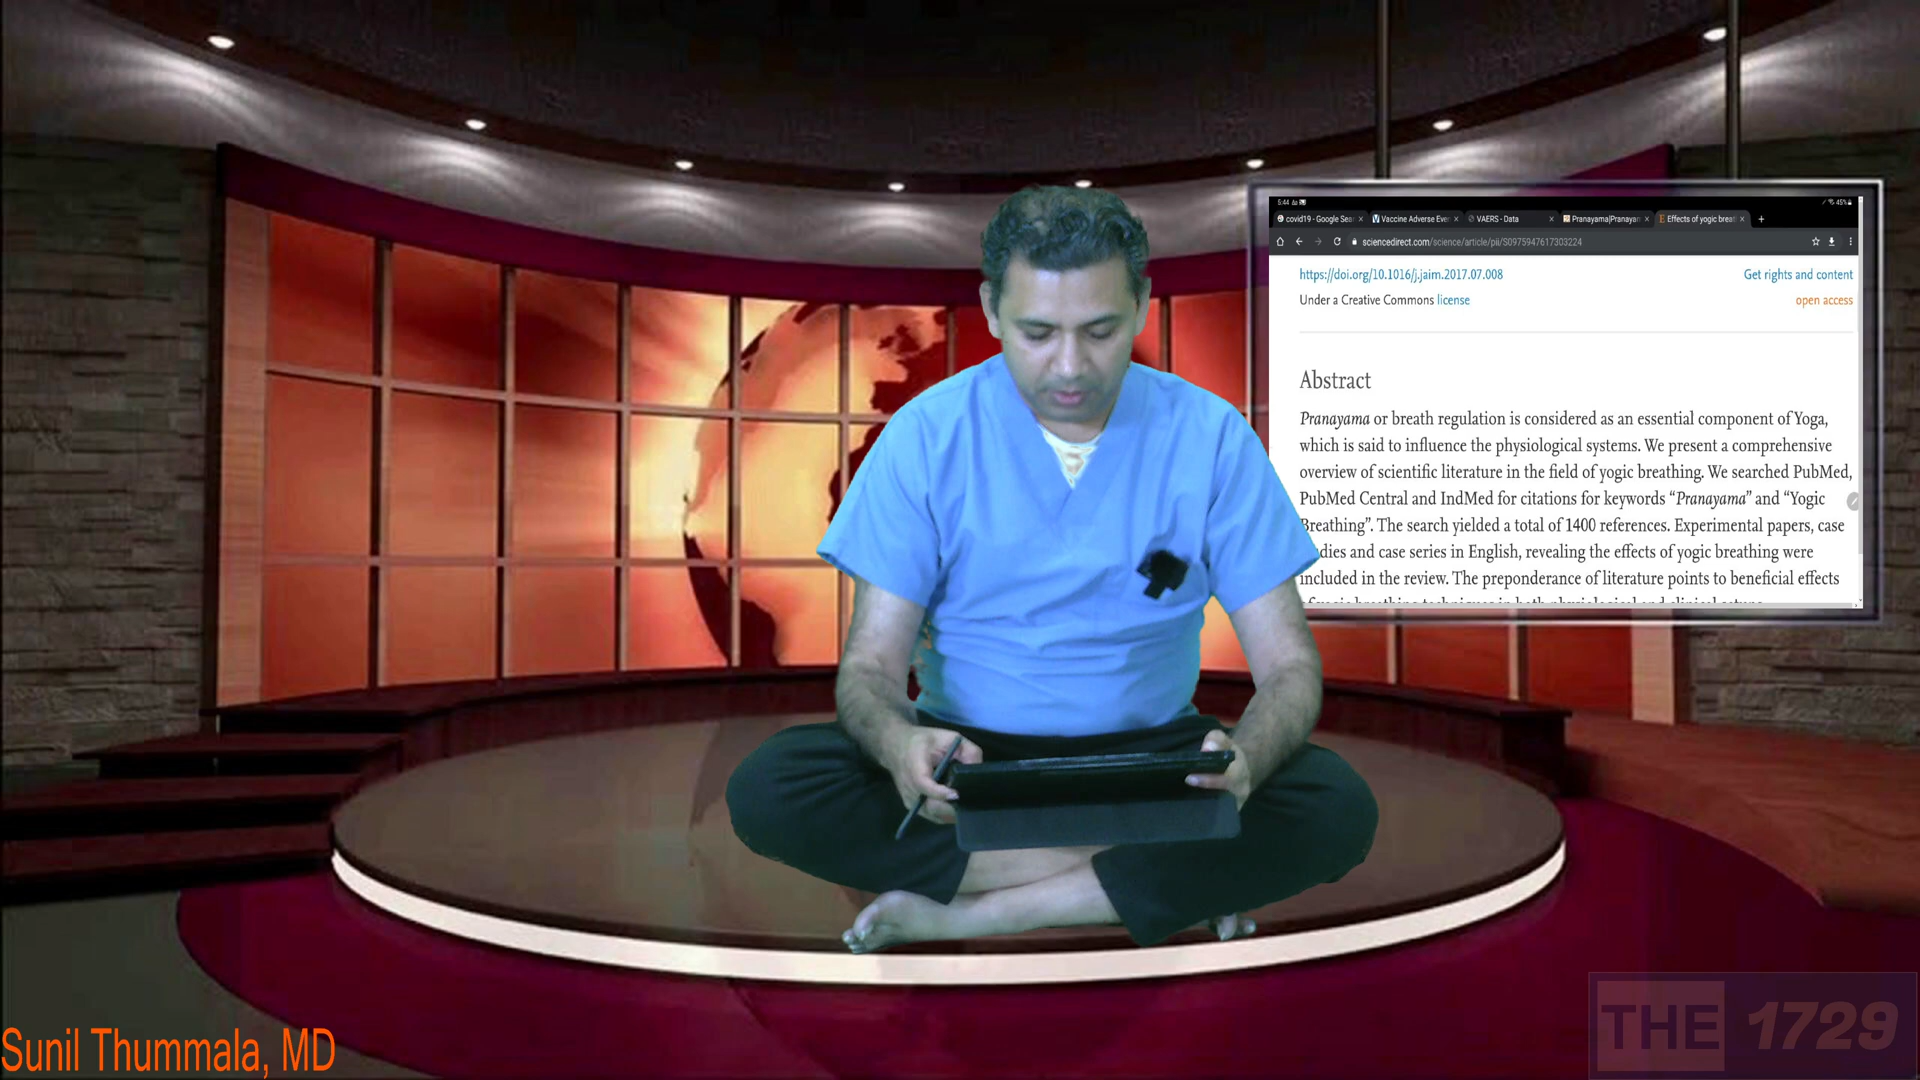 5:44
45%
covid19 - Google Sea
Vaccine Adverse Ever
VAERS - Data
Pranayama|Pranayam
Effects of yogic breat
sciencedirect.com/science/article/pii/S0975947617303224
https://doi.org/10.1016/j.jaim.2017.07.008
Get rights and content
Under a Creative Commons license
open access
Abstract
Pranayama or breath regulation is considered as an essential component of Yoga,
which is said to influence the physiological systems. We present a comprehensive
overview of scientific literature in the field of yogic breathing. We searched PubMed,
PubMed Central and IndMed for citations for keywords “Pranayama” and “Yogic
Breathing”. The search yielded a total of 1400 references. Experimental papers, case
dies and case series in English, revealing the effects of yogic breathing were
included in the review. The preponderance of literature points to beneficial effects
Sunil Thummala, MD
THE 1729